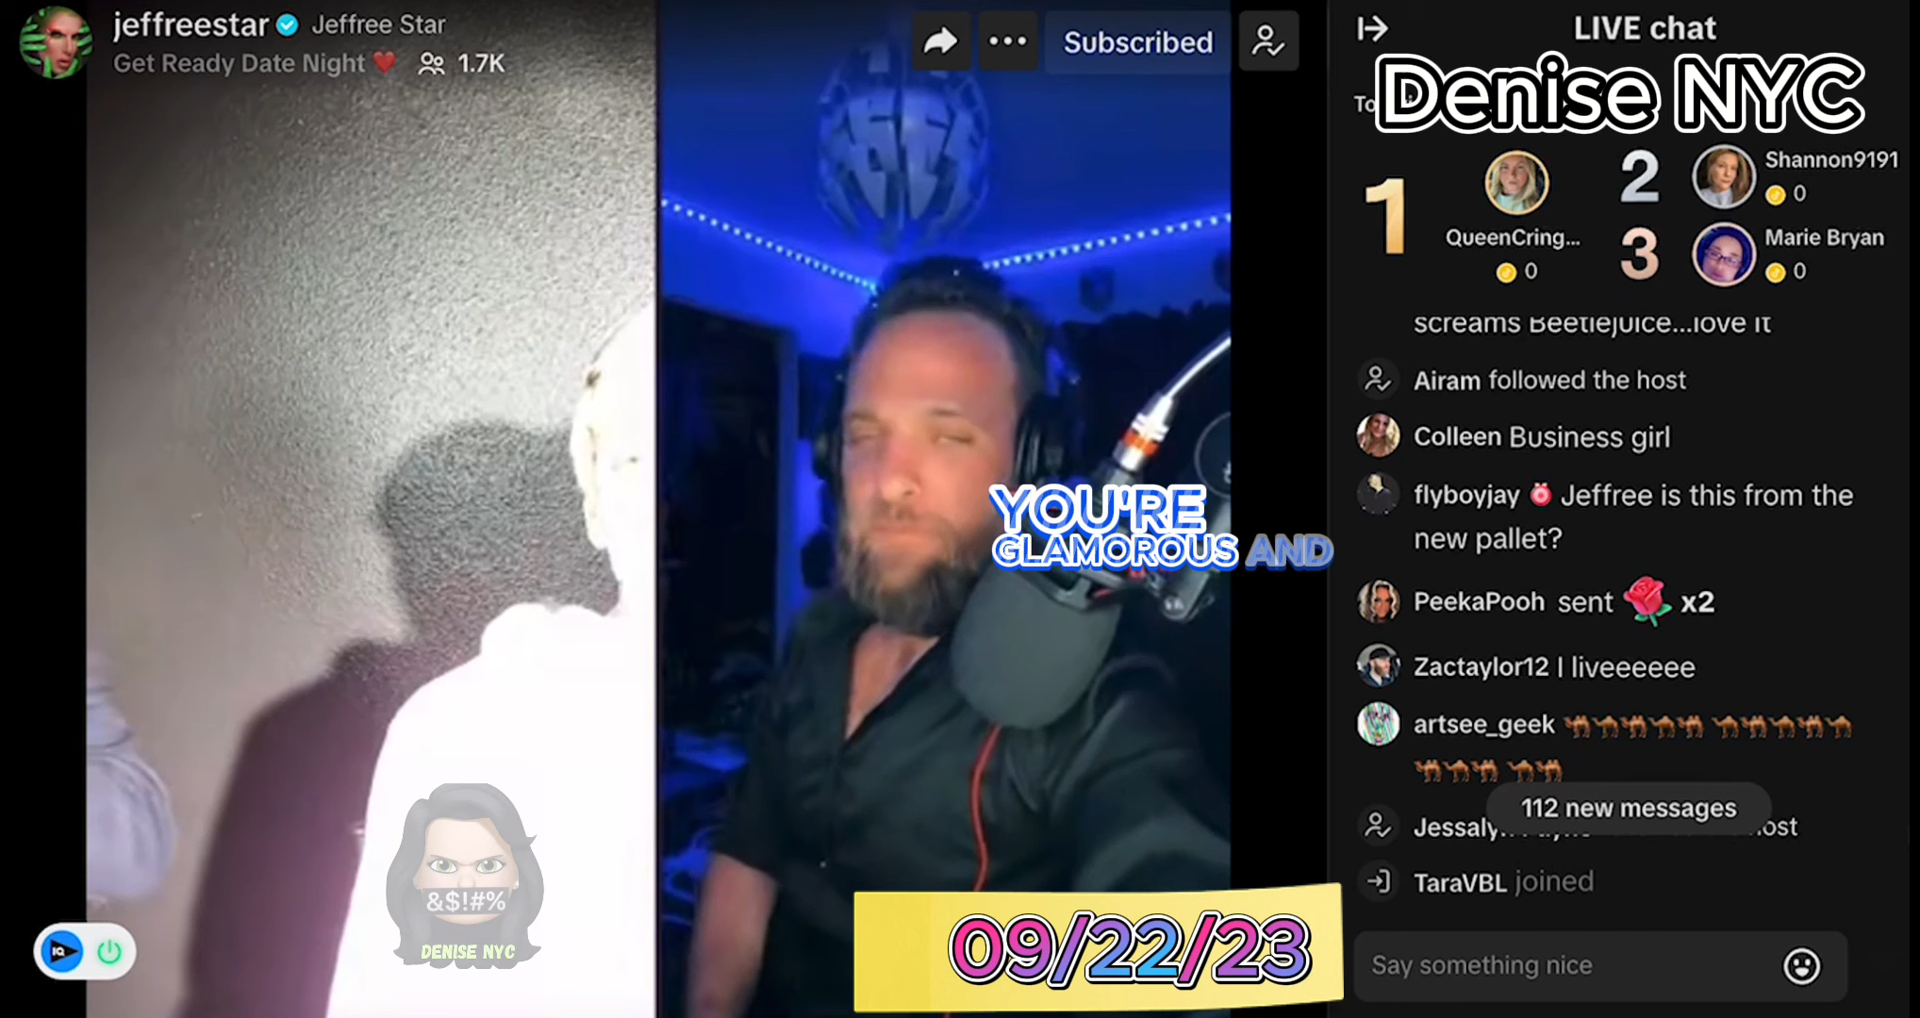 jeffreestar Jeffree Star
Get Ready Date Night 1.7K
Subscribed
LIVE chat
Denise NYC
1
QueenCring...
0
2
Shannon9191
0
3
Marie Bryan
0
screams Beetlejuice...love it
Airam followed the host
Colleen Business girl
flyboyjay Jeffree is this from the
new pallet?
PeekaPooh sent x2
Zactaylor12 I liveeeeee
artsee_geek
112 new messages
TaraVBL joined
Say something nice
YOU'RE
GLAMOROUS AND
&$!#%
DENISE NYC
IQ
09/22/23